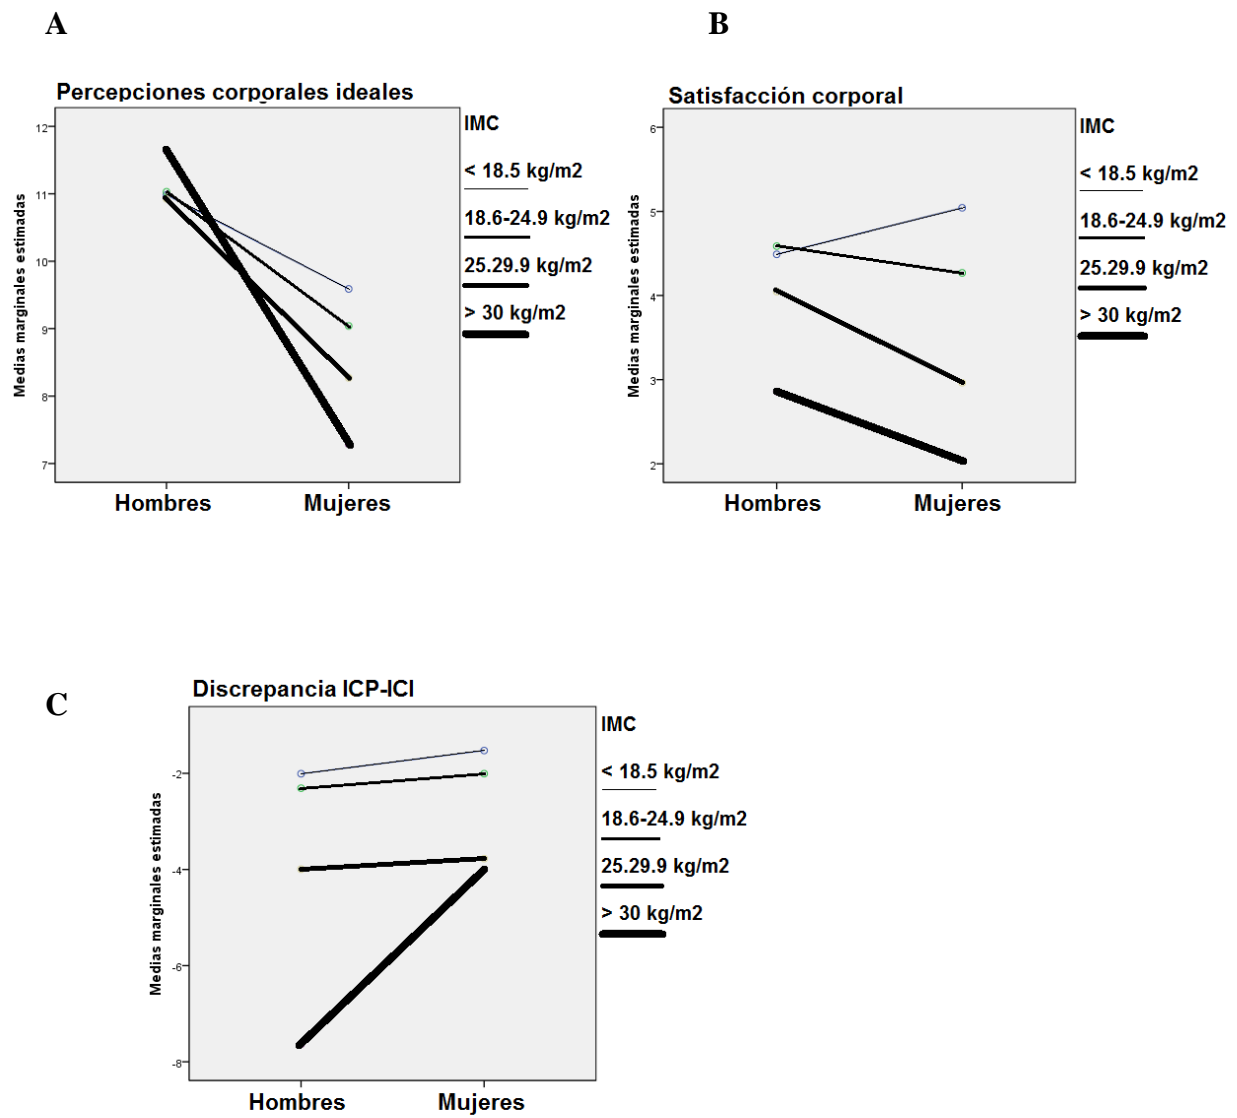 A
B
Percepciones corporales ideales
Medias marginales estimadas
12
11
10
9
8
7
Hombres
Mujeres
IMC
< 18.5 kg/m2
18.6-24.9 kg/m2
25.29.9 kg/m2
> 30 kg/m2
Satisfacción corporal
Medias marginales estimadas
6
5
4
3
2
Hombres
Mujeres
IMC
< 18.5 kg/m2
18.6-24.9 kg/m2
25.29.9 kg/m2
> 30 kg/m2
C
Discrepancia ICP-ICI
Medias marginales estimadas
-2
-4
-6
-8
Hombres
Mujeres
IMC
< 18.5 kg/m2
18.6-24.9 kg/m2
25.29.9 kg/m2
> 30 kg/m2